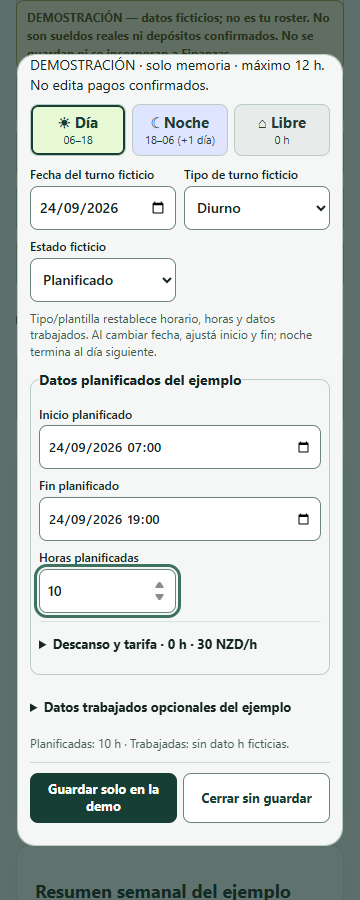 DEMOSTRACIÓN — datos ficticios; no es tu roster. No
son sueldos reales ni depósitos confirmados. No se
guardan ni se incorporan a Finanzas.
DEMOSTRACIÓN · solo memoria · máximo 12 h.
No edita pagos confirmados.
☀ Día
06–18
☾ Noche
18–06 (+1 día)
⌂ Libre
0 h
Fecha del turno ficticio
Tipo de turno ficticio
24/09/2026
Diurno
Estado ficticio
Planificado
Tipo/plantilla restablece horario, horas y datos
trabajados. Al cambiar fecha, ajustá inicio y fin; noche
termina al día siguiente.
Datos planificados del ejemplo
Inicio planificado
24/09/2026 07:00
Fin planificado
24/09/2026 19:00
Horas planificadas
10
Descanso y tarifa · 0 h · 30 NZD/h
Datos trabajados opcionales del ejemplo
Planificadas: 10 h · Trabajadas: sin dato h ficticias.
Guardar solo en la
demo
Cerrar sin guardar
Resumen semanal del ejemplo